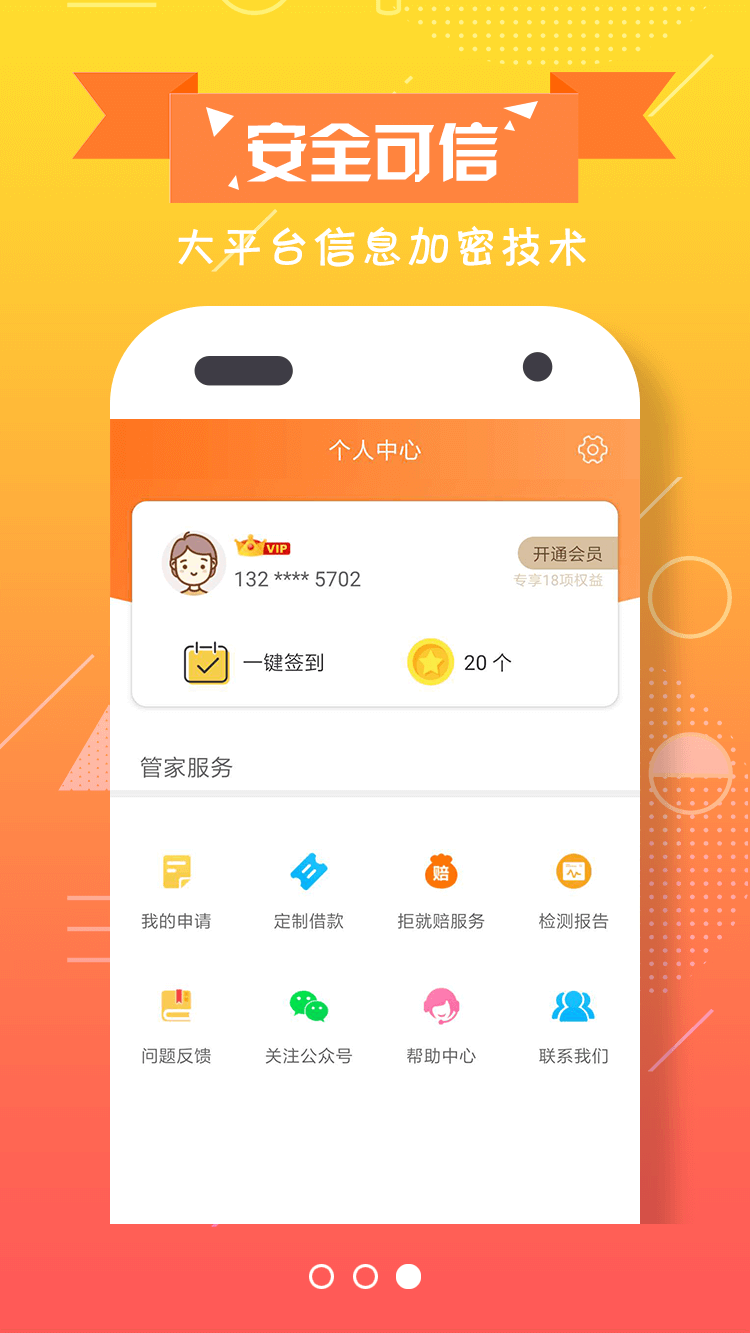 安全可信
大平台信息加密技术
个人中心
VIP
132 **** 5702
开通会员
专享18项权益
一键签到
20 个
管家服务
我的申请 定制借款 拒就赔服务 检测报告
赔
问题反馈 关注公众号 帮助中心 联系我们